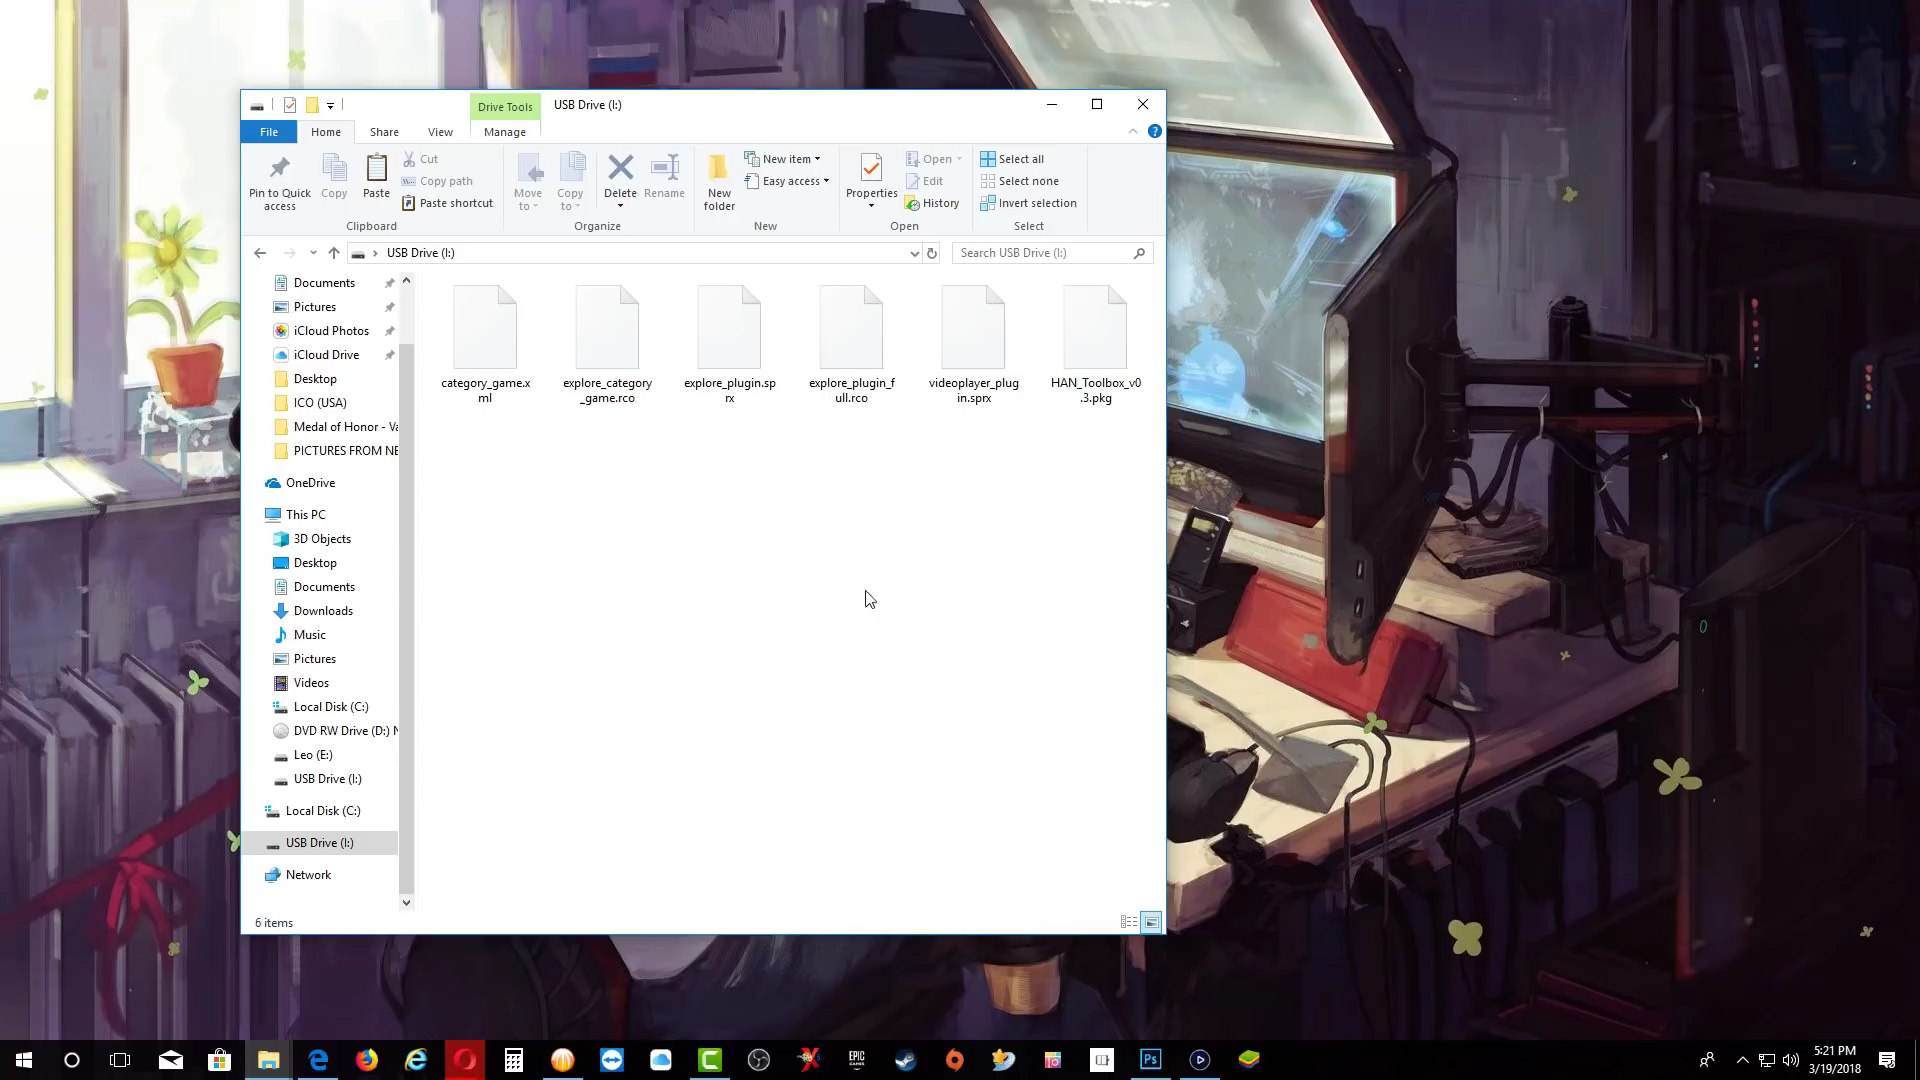 Drive Tools
USB Drive (I:)
File
Home
Share
View
Manage
Pin to Quick
access
Copy
Paste
Cut
Copy path
Paste shortcut
Clipboard
Move
to
Copy
to
Delete
Rename
Organize
New
folder
New item
Easy access
New
Properties
Open
Edit
History
Open
Select all
Select none
Invert selection
Select
USB Drive (I:)
Search USB Drive (I:)
Documents
Pictures
iCloud Photos
iCloud Drive
Desktop
ICO (USA)
Medal of Honor - Va
PICTURES FROM NE
OneDrive
This PC
3D Objects
Desktop
Documents
Downloads
Music
Pictures
Videos
Local Disk (C:)
DVD RW Drive (D:) N
Leo (E:)
USB Drive (I:)
Local Disk (C:)
USB Drive (I:)
Network
category_game.x
ml
explore_category
_game.rco
explore_plugin.sp
rx
explore_plugin_f
ull.rco
videoplayer_plug
in.sprx
HAN_Toolbox_v0
.3.pkg
6 items
EPIC
GAMES
Ps
5:21 PM
3/19/2018